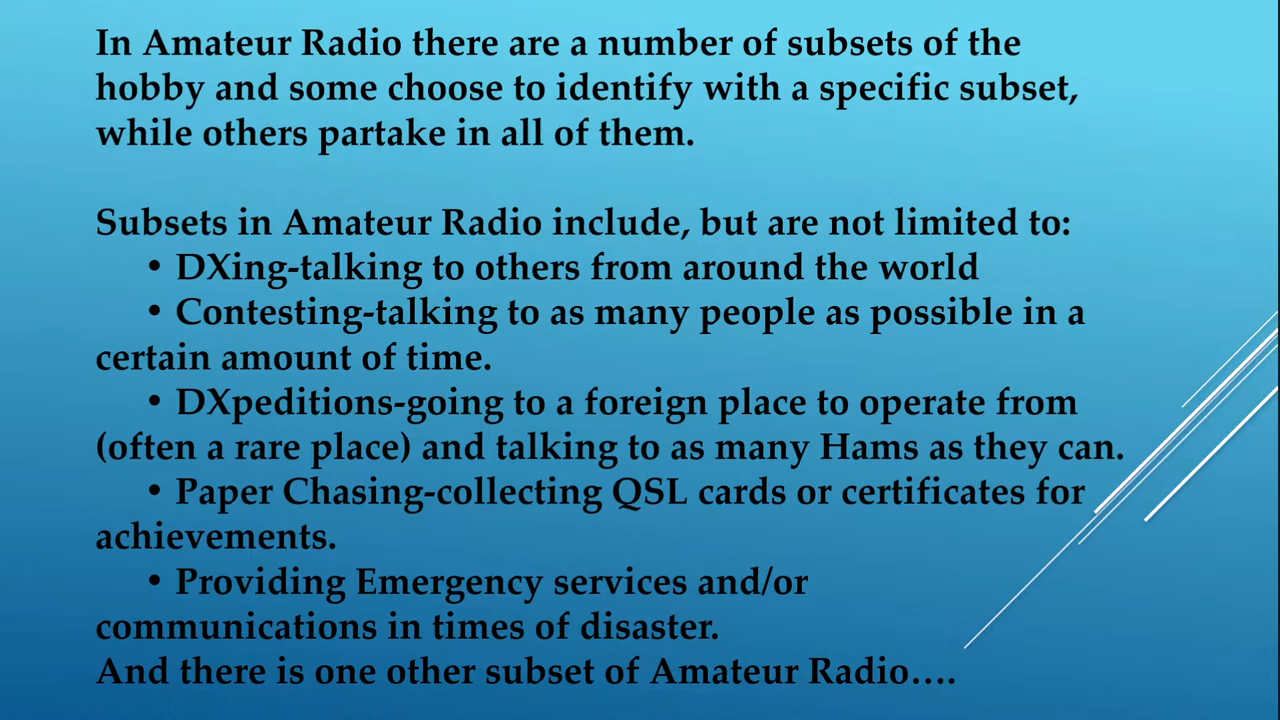 In Amateur Radio there are a number of subsets of the
hobby and some choose to identify with a specific subset,
while others partake in all of them.
Subsets in Amateur Radio include, but are not limited to:
• DXing-talking to others from around the world
• Contesting-talking to as many people as possible in a
certain amount of time.
• DXpeditions-going to a foreign place to operate from
(often a rare place) and talking to as many Hams as they can.
• Paper Chasing-collecting QSL cards or certificates for
achievements.
• Providing Emergency services and/or
communications in times of disaster.
And there is one other subset of Amateur Radio….